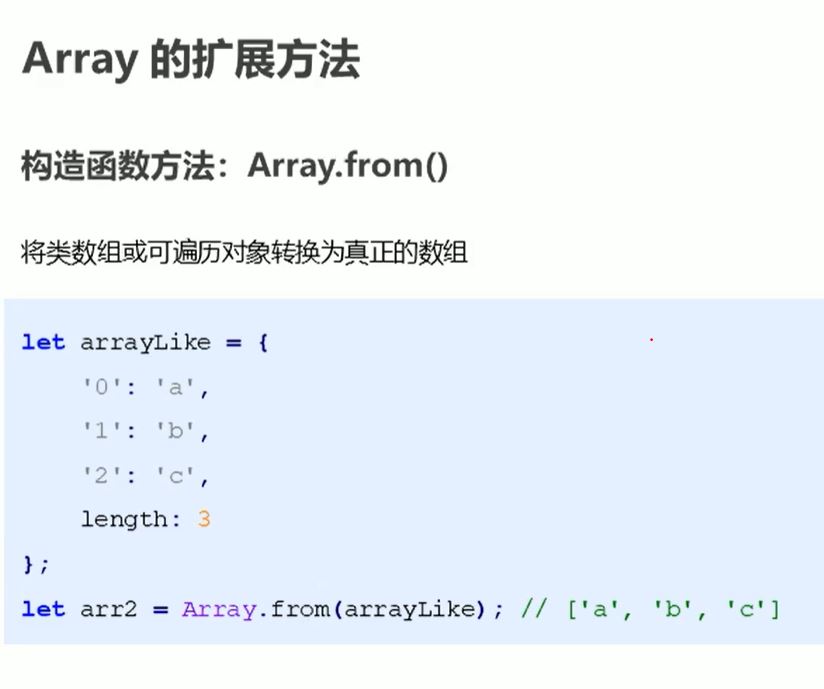 Array 的扩展方法
构造函数方法：Array.from()
将类数组或可遍历对象转换为真正的数组
let arrayLike = {
    '0': 'a',
    '1': 'b',
    '2': 'c',
    length: 3
};
let arr2 = Array.from(arrayLike); // ['a', 'b', 'c']